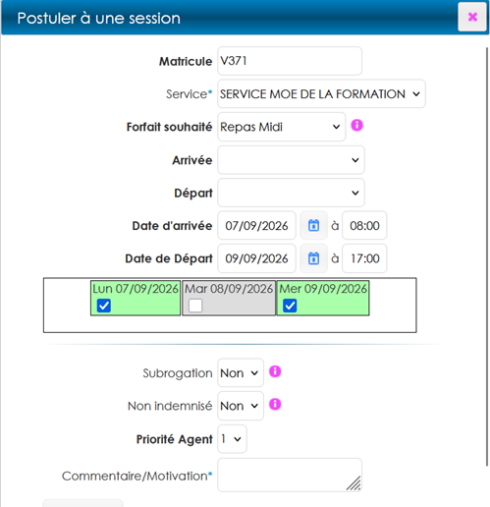 Postuler à une session
Matricule V371
Service* SERVICE MOE DE LA FORMATION
Forfait souhaité Repas Midi
Arrivée
Départ
Date d'arrivée 07/09/2026 à 08:00
Date de Départ 09/09/2026 à 17:00
Lun 07/09/2026 Mar 08/09/2026 Mer 09/09/2026
Subrogation Non
Non indemnisé Non
Priorité Agent 1
Commentaire/Motivation*